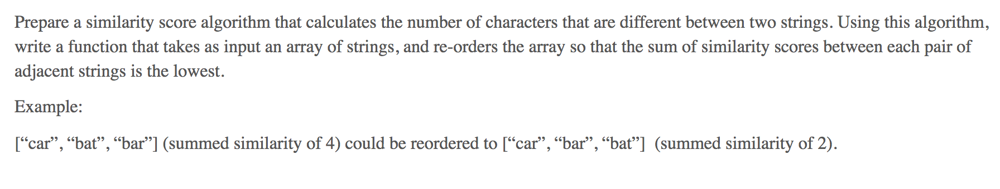 Prepare a similarity score algorithm that calculates the number of characters that are different between two strings. Using this algorithm,
write a function that takes as input an array of strings, and re-orders the array so that the sum of similarity scores between each pair of
adjacent strings is the lowest.
Example:
[“car”, “bat”, “bar”] (summed similarity of 4) could be reordered to [“car”, “bar”, “bat”]  (summed similarity of 2).